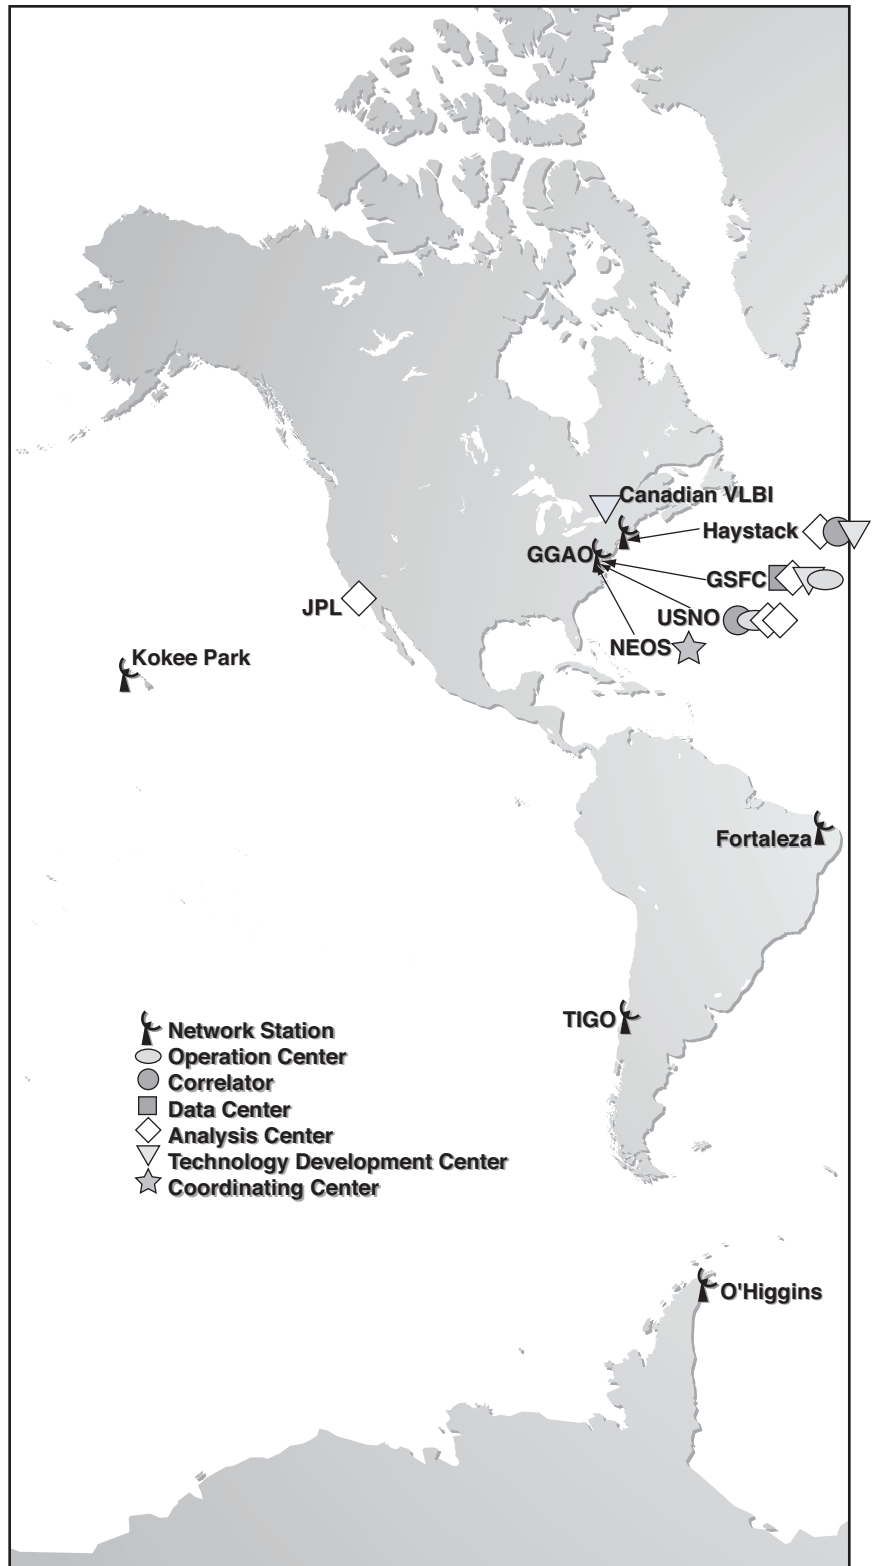 Canadian VLBI
Haystack
GGAO
GSFC
JPL
USNO
NEOS
Kokee Park
Fortaleza
TIGO
Network Station
Operation Center
Correlator
Data Center
Analysis Center
Technology Development Center
Coordinating Center
O'Higgins